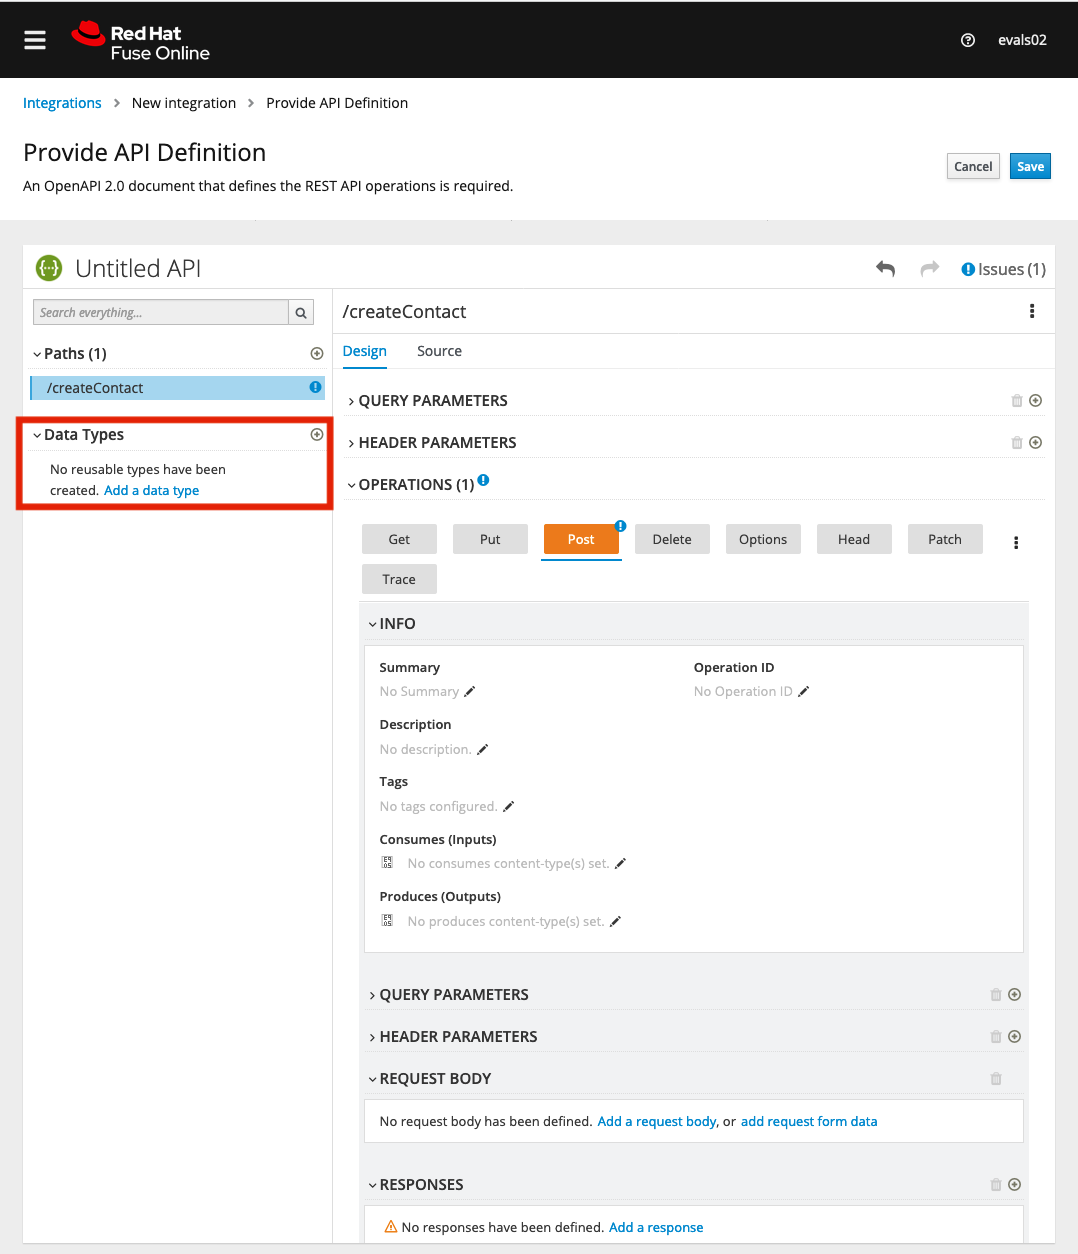 Red Hat
Fuse Online
evals02
Integrations > New integration > Provide API Definition
Provide API Definition
An OpenAPI 2.0 document that defines the REST API operations is required.
Cancel
Save
Untitled API
Issues (1)
Search everything...
Paths (1)
/createContact
Data Types
No reusable types have been
created. Add a data type
/createContact
Design
Source
QUERY PARAMETERS
HEADER PARAMETERS
OPERATIONS (1)
Get
Put
Post
Delete
Options
Head
Patch
Trace
INFO
Summary
No Summary
Operation ID
No Operation ID
Description
No description.
Tags
No tags configured.
Consumes (Inputs)
No consumes content-type(s) set.
Produces (Outputs)
No produces content-type(s) set.
QUERY PARAMETERS
HEADER PARAMETERS
REQUEST BODY
No request body has been defined. Add a request body, or add request form data
RESPONSES
No responses have been defined. Add a response